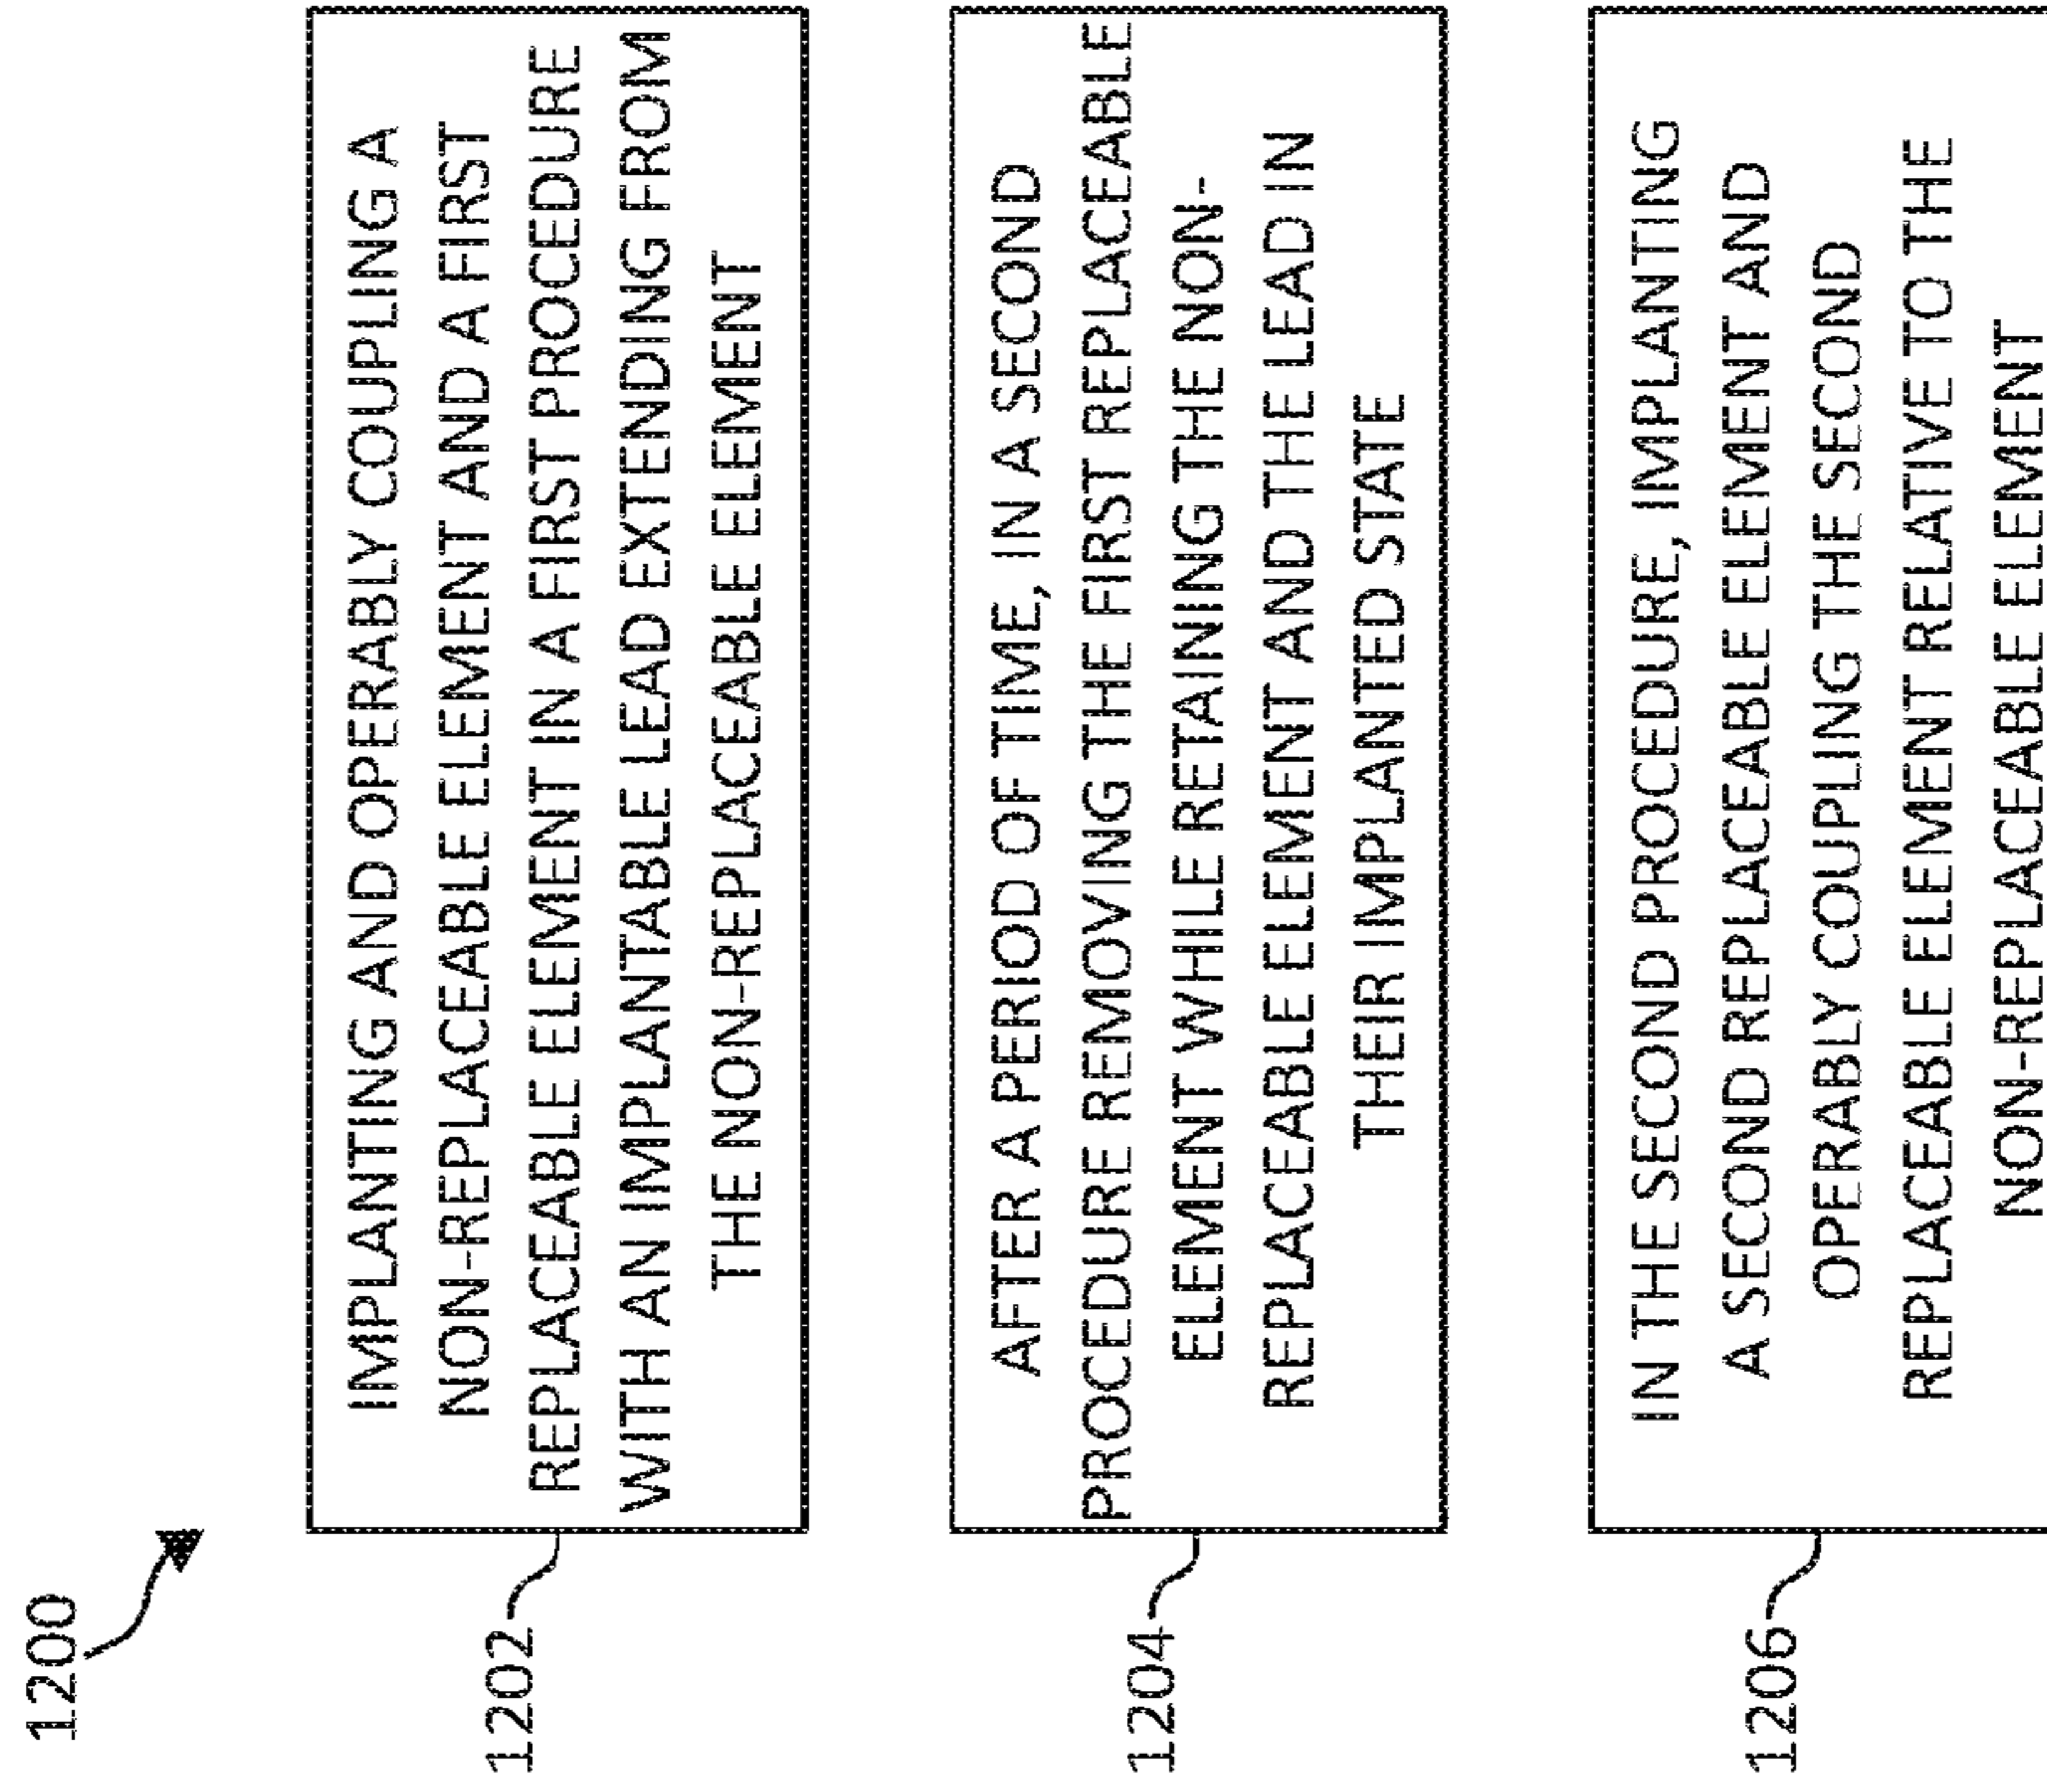 1200
1202
IMPLANTING AND OPERABLY COUPLING A
NON-REPLACEABLE ELEMENT AND A FIRST
REPLACEABLE ELEMENT IN A FIRST PROCEDURE
WITH AN IMPLANTABLE LEAD EXTENDING FROM
THE NON-REPLACEABLE ELEMENT
1204
AFTER A PERIOD OF TIME, IN A SECOND
PROCEDURE REMOVING THE FIRST REPLACEABLE
ELEMENT WHILE RETAINING THE NON-
REPLACEABLE ELEMENT AND THE LEAD IN
THEIR IMPLANTED STATE
1206
IN THE SECOND PROCEDURE, IMPLANTING
A SECOND REPLACEABLE ELEMENT AND
OPERABLY COUPLING THE SECOND
REPLACEABLE ELEMENT RELATIVE TO THE
NON-REPLACEABLE ELEMENT